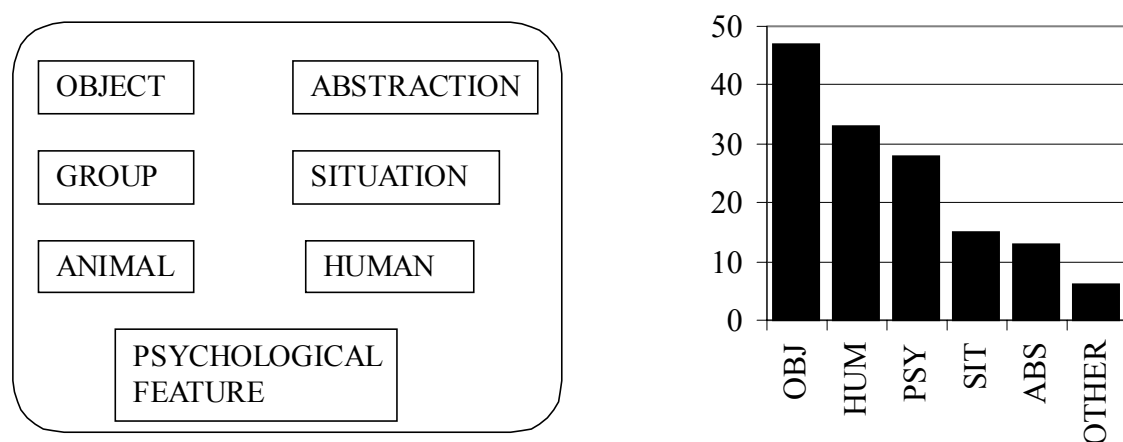 OBJECT
ABSTRACTION
GROUP
SITUATION
ANIMAL
HUMAN
PSYCHOLOGICAL
FEATURE
50
40
30
20
10
0
OBJ
HUM
PSY
SIT
ABS
OTHER